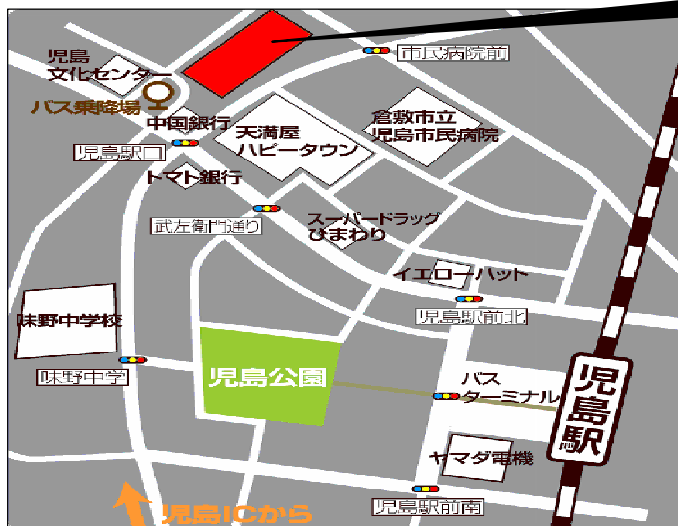 市民病院前
児島
文化センター
バス乗降場
中国銀行
倉敷市立
児島市民病院
天満屋
ハピータウン
児島駅口
トマト銀行
武左衛門通り
スーパードラッグ
ひまわり
イエローハット
児島駅前北
味野中学校
味野中学
児島公園
バス
ターミナル
児島駅
ヤマダ電機
児島駅前南
児島ICから